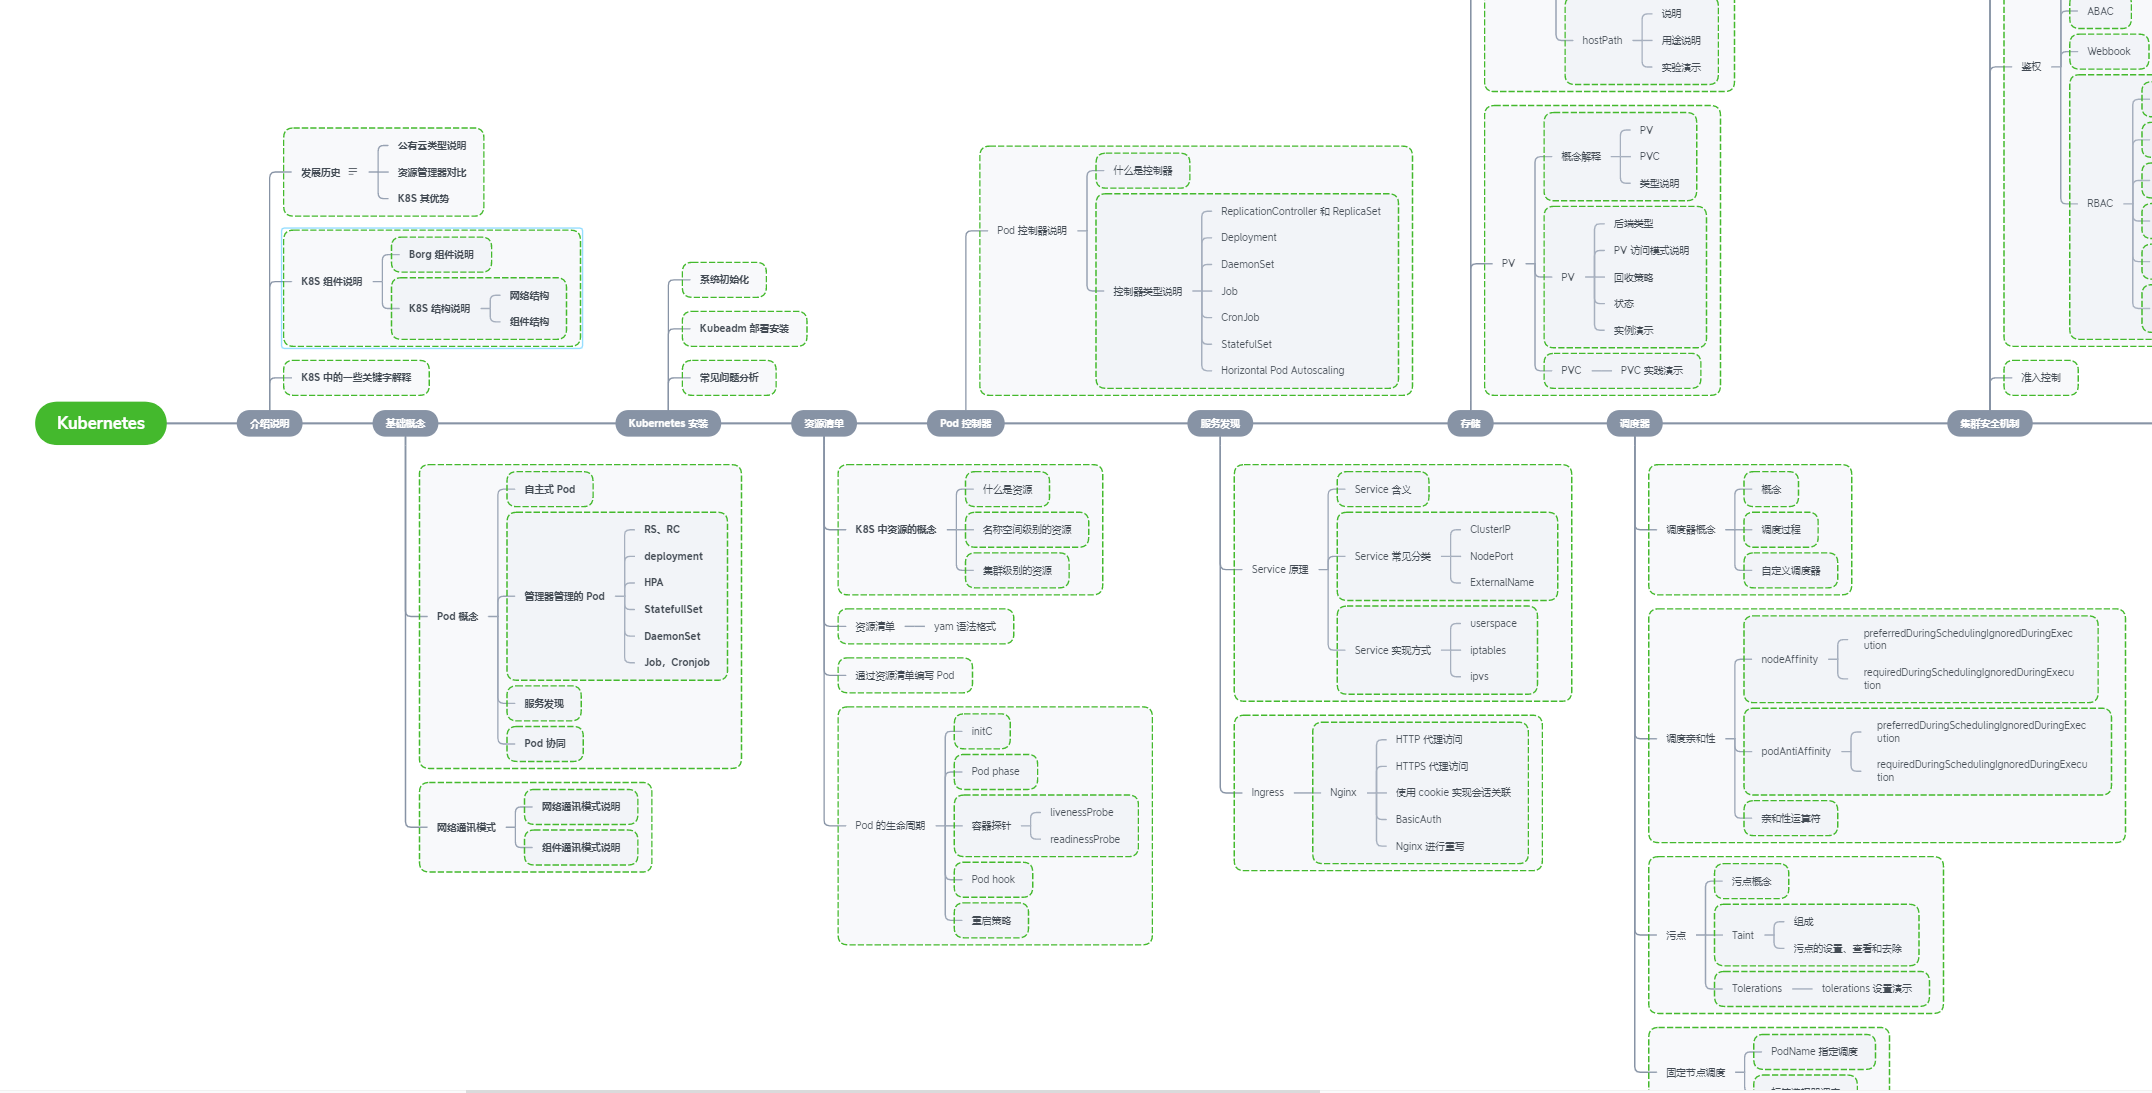 Kubernetes
介绍说明
发展历史
公有云类型说明
资源管理器对比
K8S 其优势
K8S 组件说明
Borg 组件说明
K8S 结构说明
网络结构
组件结构
K8S 中的一些关键字解释
基础概念
Pod 概念
自主式 Pod
管理器管理的 Pod
RS、RC
deployment
HPA
StatefullSet
DaemonSet
Job，Cronjob
服务发现
Pod 协同
网络通讯模式
网络通讯模式说明
组件通讯模式说明
Kubernetes 安装
系统初始化
Kubeadm 部署安装
常见问题分析
资源清单
K8S 中资源的概念
什么是资源
名称空间级别的资源
集群级别的资源
资源清单
yam 语法格式
通过资源清单编写 Pod
Pod 的生命周期
initC
Pod phase
容器探针
livenessProbe
readinessProbe
Pod hook
重启策略
Pod 控制器
Pod 控制器说明
什么是控制器
控制器类型说明
ReplicationController 和 ReplicaSet
Deployment
DaemonSet
Job
CronJob
StatefulSet
Horizontal Pod Autoscaling
服务发现
Service 原理
Service 含义
Service 常见分类
ClusterIP
NodePort
ExternalName
Service 实现方式
userspace
iptables
ipvs
Ingress
Nginx
HTTP 代理访问
HTTPS 代理访问
使用 cookie 实现会话关联
BasicAuth
Nginx 进行重写
存储
hostPath
说明
用途说明
实验演示
PV
概念解释
PV
PVC
类型说明
PV
后端类型
PV 访问模式说明
回收策略
状态
实例演示
PVC
PVC 实践演示
调度器
调度器概念
概念
调度过程
自定义调度器
调度亲和性
nodeAffinity
preferredDuringSchedulingIgnoredDuringExec
ution
requiredDuringSchedulingIgnoredDuringExecu
tion
podAntiAffinity
preferredDuringSchedulingIgnoredDuringExec
ution
requiredDuringSchedulingIgnoredDuringExecu
tion
亲和性运算符
污点
污点概念
Taint
组成
污点的设置、查看和去除
Tolerations
tolerations 设置演示
固定节点调度
PodName 指定调度
集群安全机制
鉴权
ABAC
Webbook
RBAC
准入控制